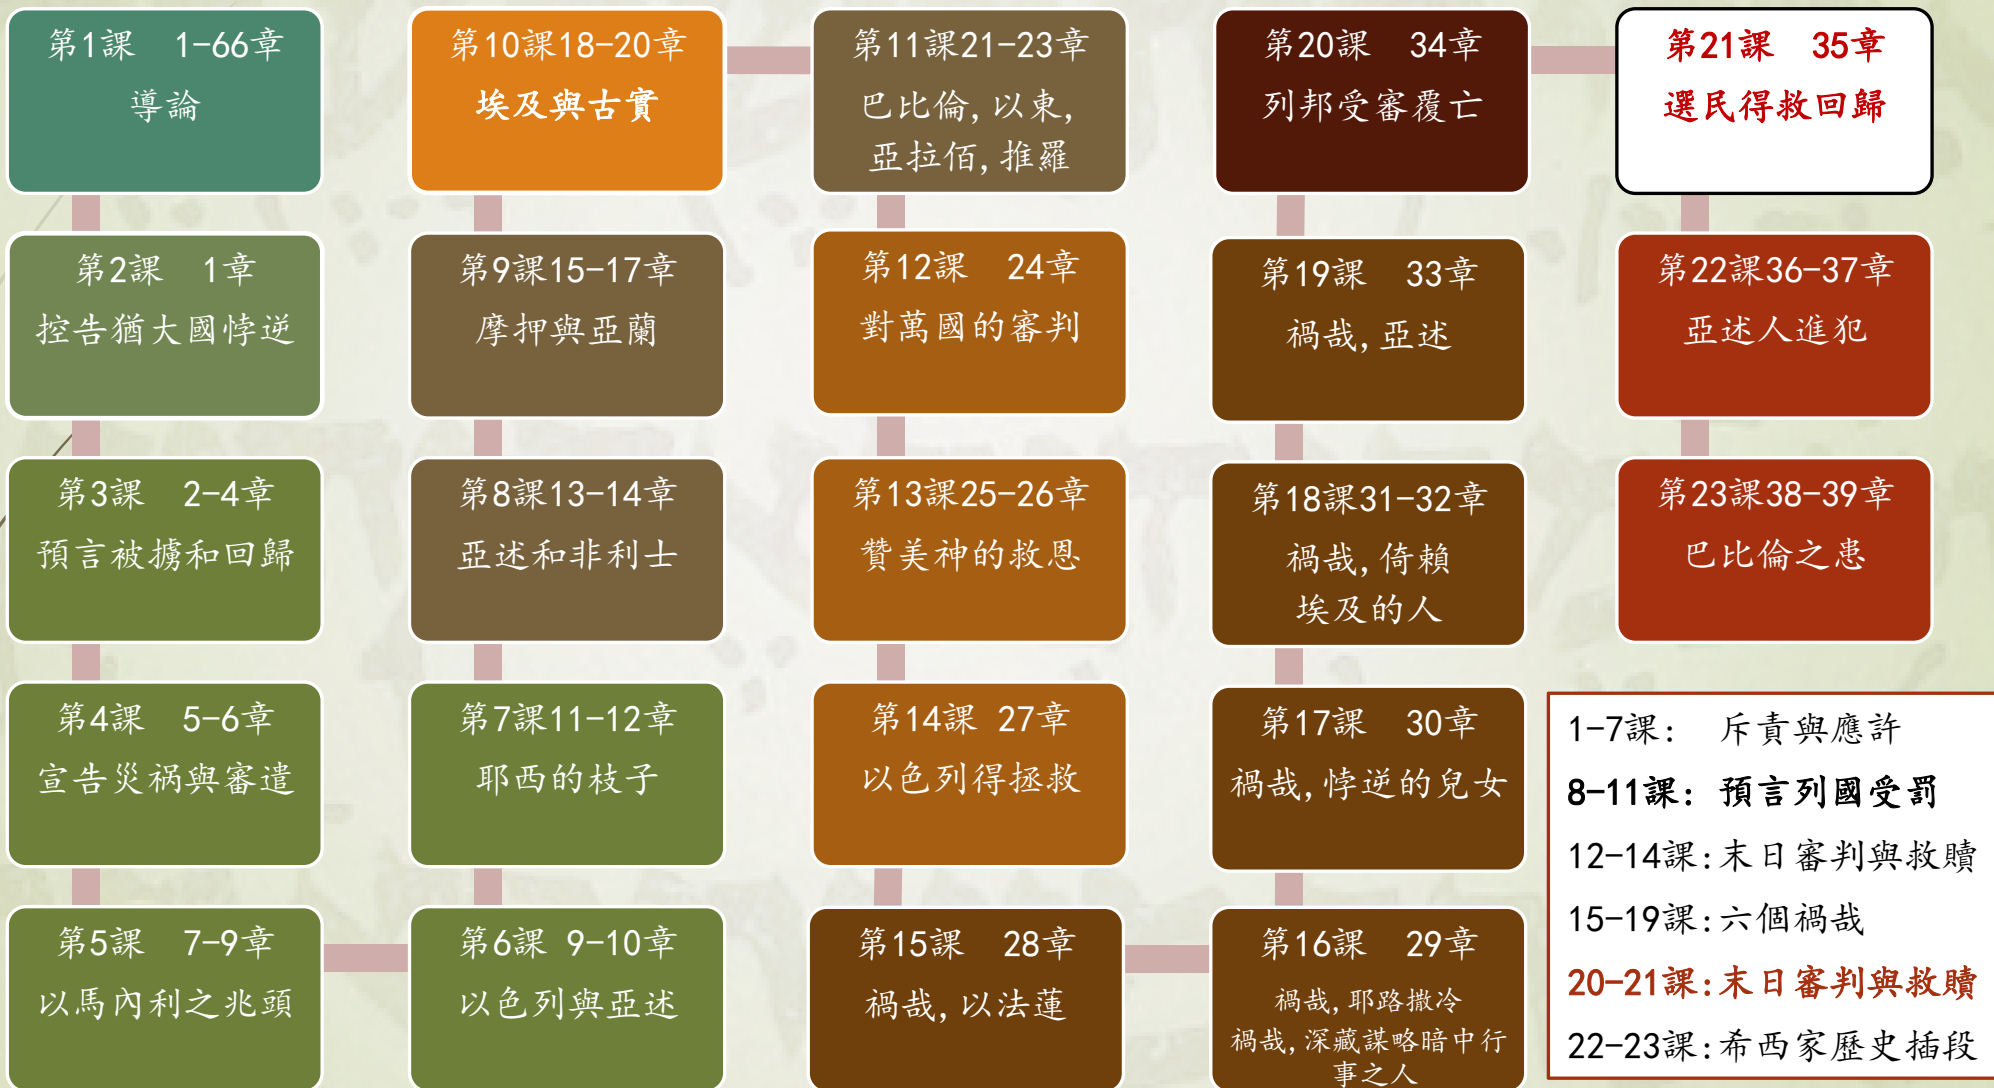 第1課　1-66章
導論
第2課　1章
控告猶大國悖逆
第3課　2-4章
預言被擄和回歸
第4課　5-6章
宣告災禍與審遣
第5課　7-9章
以馬內利之兆頭
第6課 9-10章
以色列與亞述
第7課11-12章
耶西的枝子
第8課13-14章
亞述和非利士
第9課15-17章
摩押與亞蘭
第10課18-20章
埃及與古實
第11課21-23章
巴比倫,以東,
亞拉伯,推羅
第12課　24章
對萬國的審判
第13課25-26章
贊美神的救恩
第14課 27章
以色列得拯救
第15課　28章
禍哉,以法蓮
第16課　29章
禍哉,耶路撒冷
禍哉,深藏謀略暗中行
事之人
第17課　30章
禍哉,悖逆的兒女
第18課31-32章
禍哉,倚賴
埃及的人
第19課　33章
禍哉,亞述
第20課　34章
列邦受審覆亡
第21課　35章
選民得救回歸
第22課36-37章
亞述人進犯
第23課38-39章
巴比倫之患
1-7課:　斥責與應許
8-11課: 預言列國受罰
12-14課:末日審判與救贖
15-19課:六個禍哉
20-21課:末日審判與救贖
22-23課:希西家歷史插段